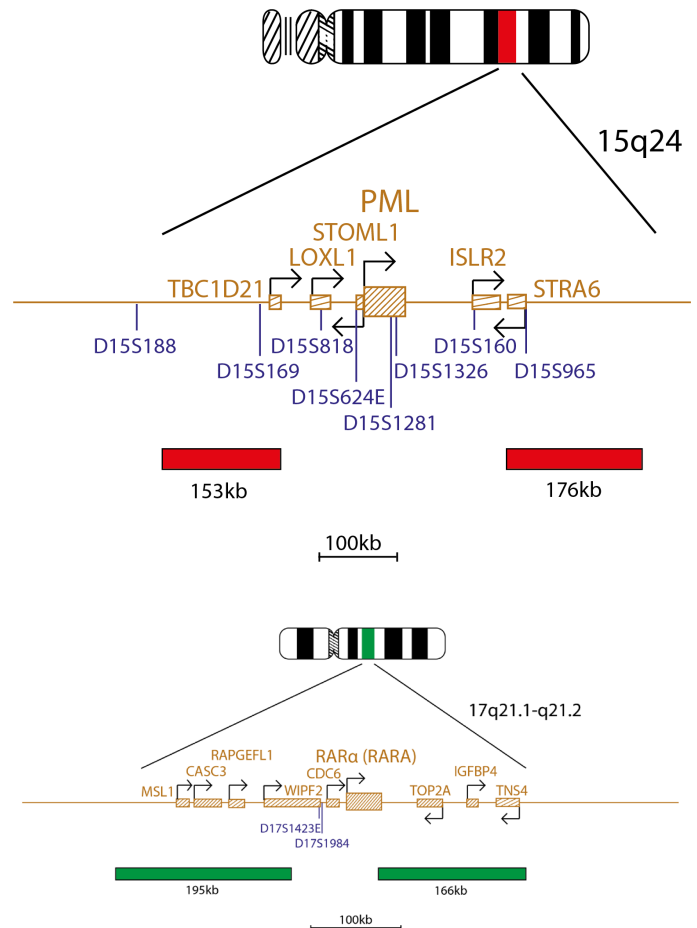 15q24
PML
STOML1
LOXL1
ISLR2
TBC1D21
STRA6
D15S188
D15S818
D15S160
D15S169
D15S1326
D15S965
D15S624E
D15S1281
153kb
176kb
100kb
17q21.1-q21.2
RAPGEFL1
RARα (RARA)
CASC3
CDC6
IGFBP4
MSL1
WIPF2
TOP2A
TNS4
D17S1423E
D17S1984
195kb
166kb
100kb